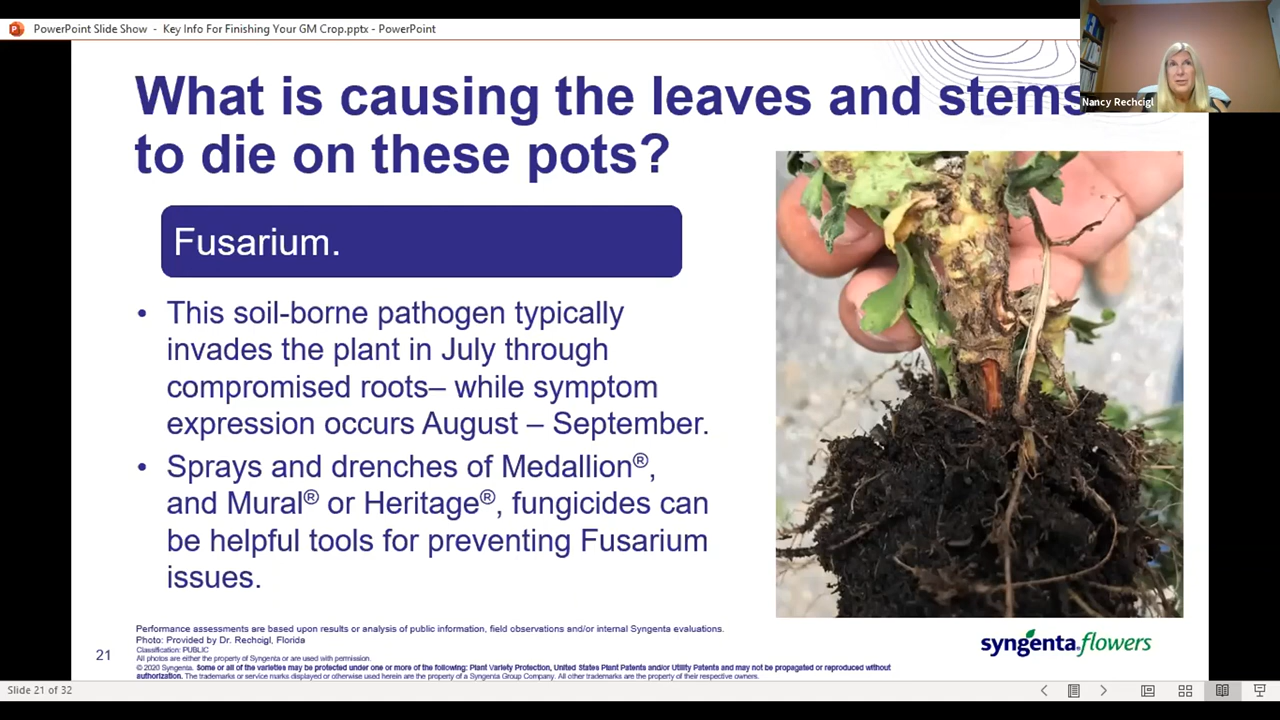 PowerPoint Slide Show - Key Info For Finishing Your GM Crop.pptx - PowerPoint
Nancy Rechcigl
What is causing the leaves and stems
to die on these pots?
Fusarium.
• This soil-borne pathogen typically
invades the plant in July through
compromised roots– while symptom
expression occurs August – September.
• Sprays and drenches of Medallion®,
and Mural® or Heritage®, fungicides can
be helpful tools for preventing Fusarium
issues.
Performance assessments are based upon results or analysis of public information, field observations and/or internal Syngenta evaluations.
Photo: Provided by Dr. Rechcigl, Florida
Classification: PUBLIC
All photos are either the property of Syngenta or are used with permission.
© 2020 Syngenta. Some or all of the varieties may be protected under one or more of the following: Plant Variety Protection, United States Plant Patents and/or Utility Patents and may not be propagated or reproduced without
authorization. The trademarks or service marks displayed or otherwise used herein are the property of a Syngenta Group Company. All other trademarks are the property of their respective owners.
21
syngenta.flowers
Slide 21 of 32